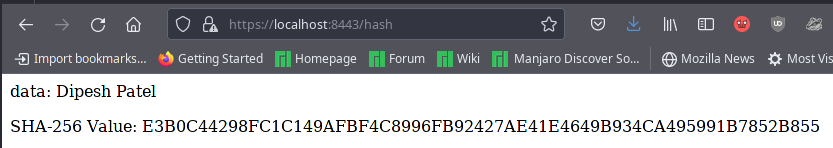 https://localhost:8443/hash
Import bookmarks... Getting Started Homepage Forum Wiki Manjaro Discover So... Mozilla News Most Vis
data: Dipesh Patel
SHA-256 Value: E3B0C44298FC1C149AFBF4C8996FB92427AE41E4649B934CA495991B7852B855